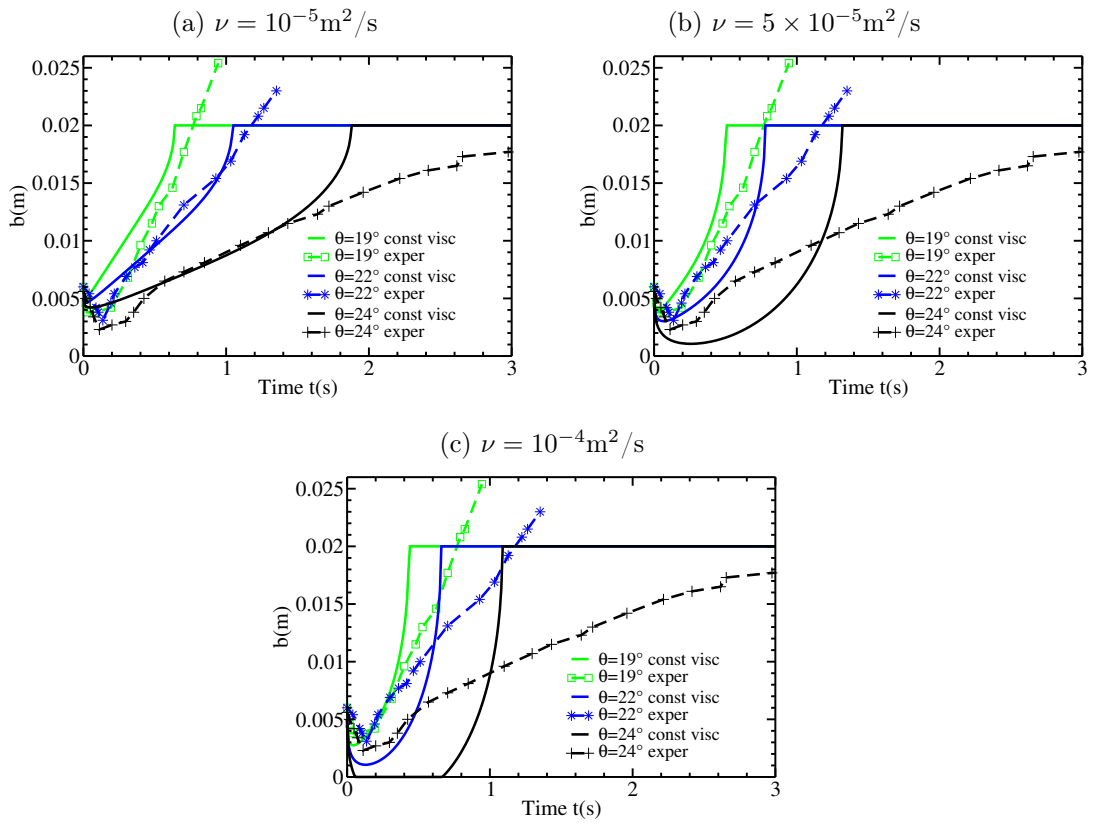 (a) ν = 10⁻⁵m²/s
0.025
0.02
0.015
0.01
0.005
0
b(m)
θ=19° const visc
θ=19° exper
θ=22° const visc
θ=22° exper
θ=24° const visc
θ=24° exper
0 1 2 3
Time t(s)
(b) ν = 5 × 10⁻⁵m²/s
0.025
0.02
0.015
0.01
0.005
0
b(m)
θ=19° const visc
θ=19° exper
θ=22° const visc
θ=22° exper
θ=24° const visc
θ=24° exper
0 1 2 3
Time t(s)
(c) ν = 10⁻⁴m²/s
0.025
0.02
0.015
0.01
0.005
0
b(m)
θ=19° const visc
θ=19° exper
θ=22° const visc
θ=22° exper
θ=24° const visc
θ=24° exper
0 1 2 3
Time t(s)